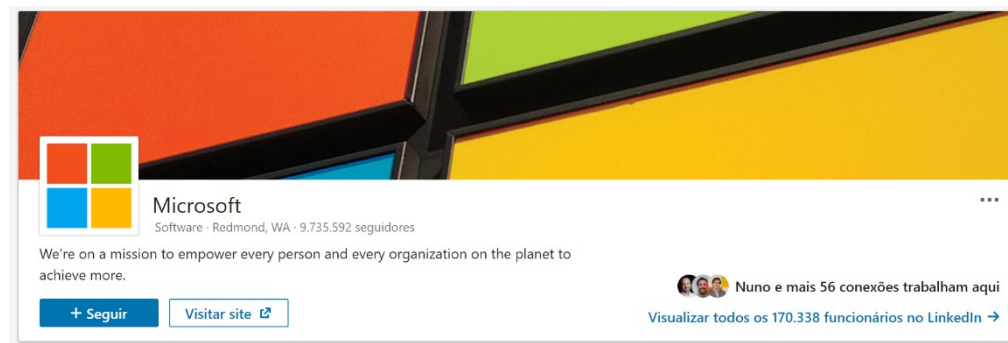 Microsoft
Software · Redmond, WA · 9.735.592 seguidores
We're on a mission to empower every person and every organization on the planet to
achieve more.
+ Seguir
Visitar site
Nuno e mais 56 conexões trabalham aqui
Visualizar todos os 170.338 funcionários no LinkedIn →